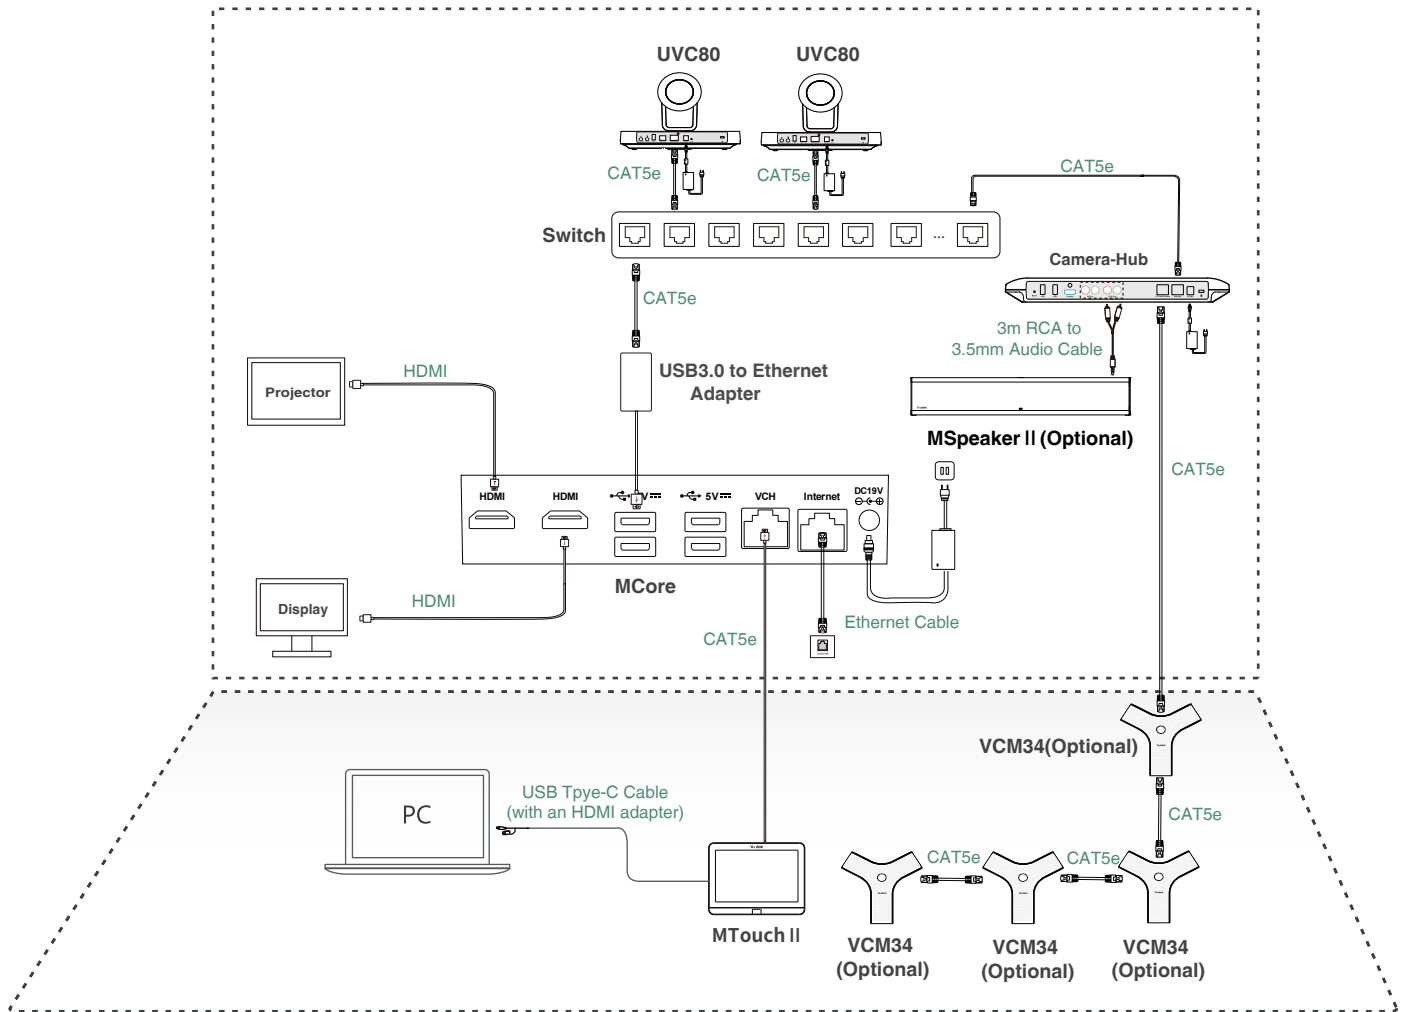 UVC80
UVC80
CAT5e
CAT5e
CAT5e
Switch
...
Camera-Hub
CAT5e
3m RCA to
3.5mm Audio Cable
USB3.0 to Ethernet
Adapter
HDMI
Projector
MSpeaker II (Optional)
CAT5e
HDMI
HDMI
V
5V
VCH
Internet
DC19V
MCore
Display
HDMI
Ethernet Cable
CAT5e
VCM34(Optional)
USB Tpye-C Cable
(with an HDMI adapter)
PC
CAT5e
Yealink
CAT5e
CAT5e
MTouch II
VCM34
(Optional)
VCM34
(Optional)
VCM34
(Optional)